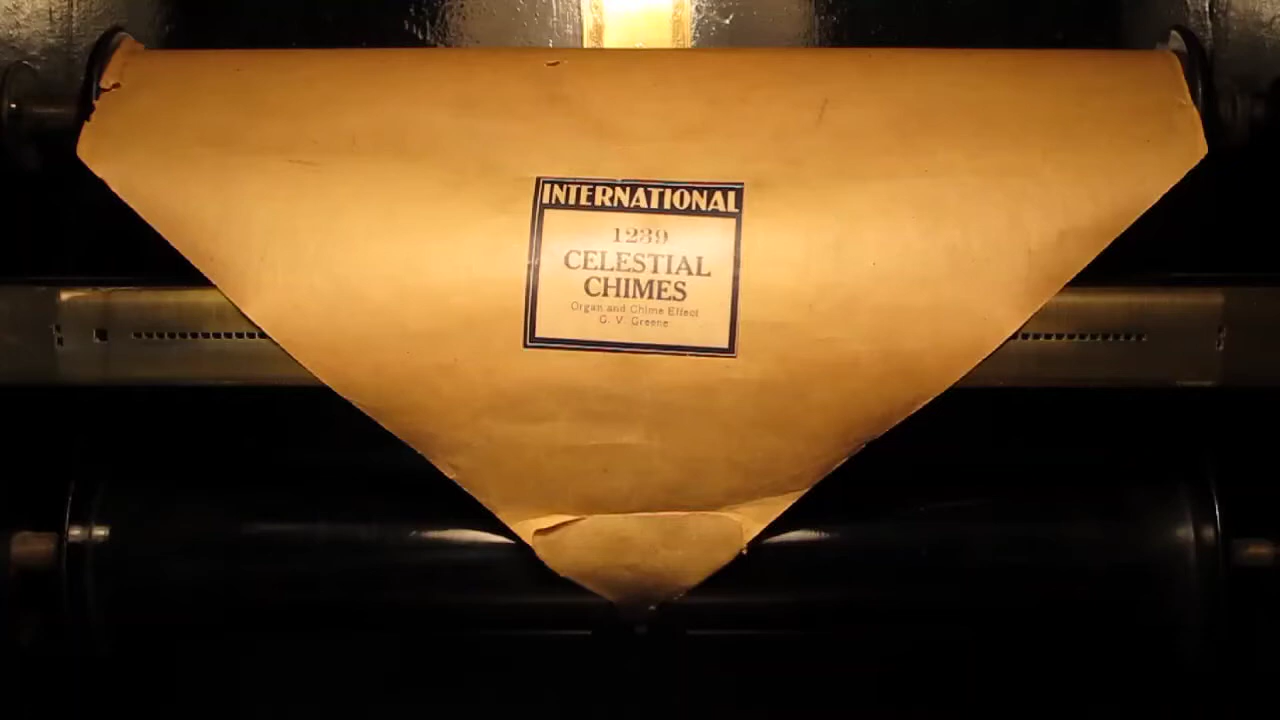 INTERNATIONAL
1239
CELESTIAL
CHIMES
Organ and Chime Effect
G. V. Greene